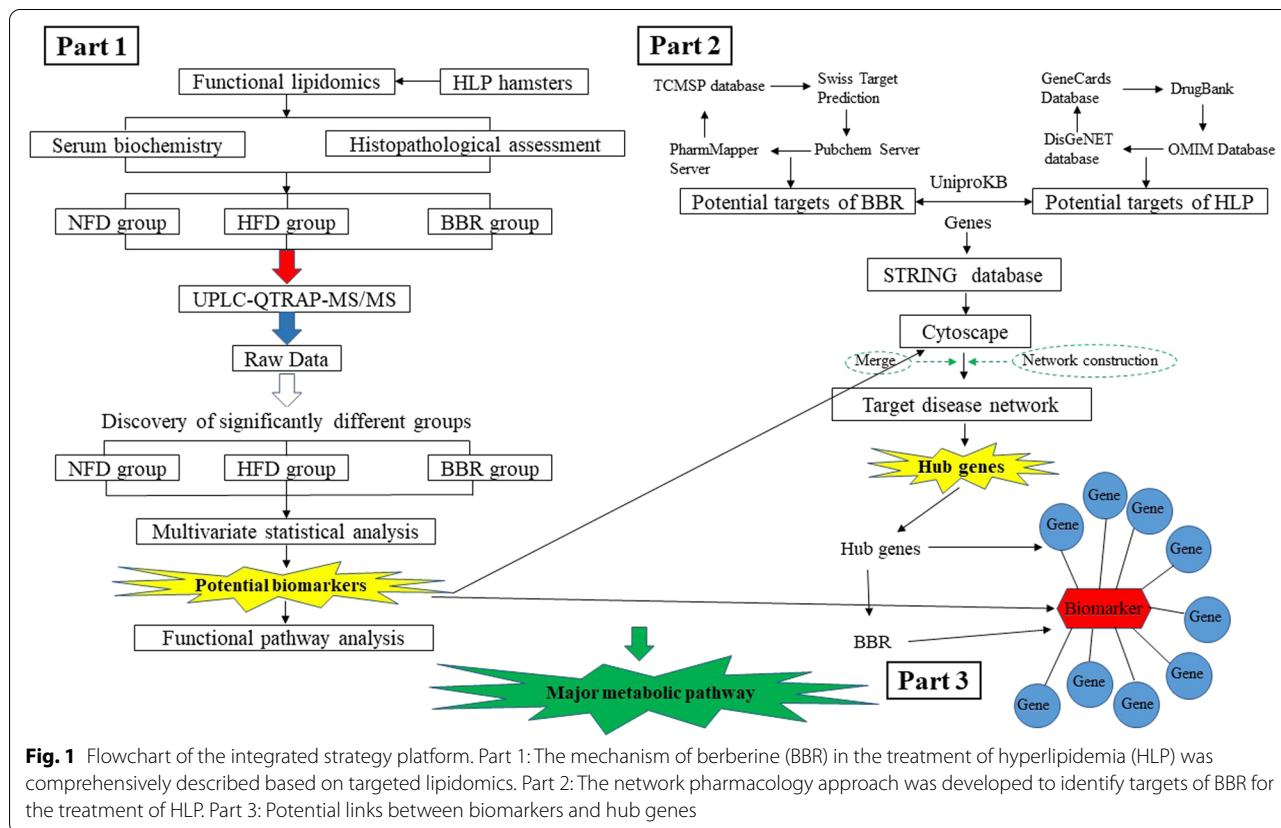 Part 1
Functional lipidomics
HLP hamsters
Serum biochemistry
Histopathological assessment
NFD group
HFD group
BBR group
UPLC-QTRAP-MS/MS
Raw Data
Discovery of significantly different groups
NFD group
HFD group
BBR group
Multivariate statistical analysis
Potential biomarkers
Functional pathway analysis
Part 2
TCMSP database
Swiss Target
Prediction
PharmMapper
Server
Pubchem Server
GeneCards
Database
DrugBank
DisGeNET
database
OMIM Database
Potential targets of BBR
UniproKB
Potential targets of HLP
Genes
STRING database
Cytoscape
Merge
Network construction
Target disease network
Hub genes
Hub genes
BBR
Major metabolic pathway
Part 3
Biomarker
Gene
Gene
Gene
Gene
Gene
Gene
Gene
Gene
Gene
Fig. 1 Flowchart of the integrated strategy platform. Part 1: The mechanism of berberine (BBR) in the treatment of hyperlipidemia (HLP) was
comprehensively described based on targeted lipidomics. Part 2: The network pharmacology approach was developed to identify targets of BBR for
the treatment of HLP. Part 3: Potential links between biomarkers and hub genes